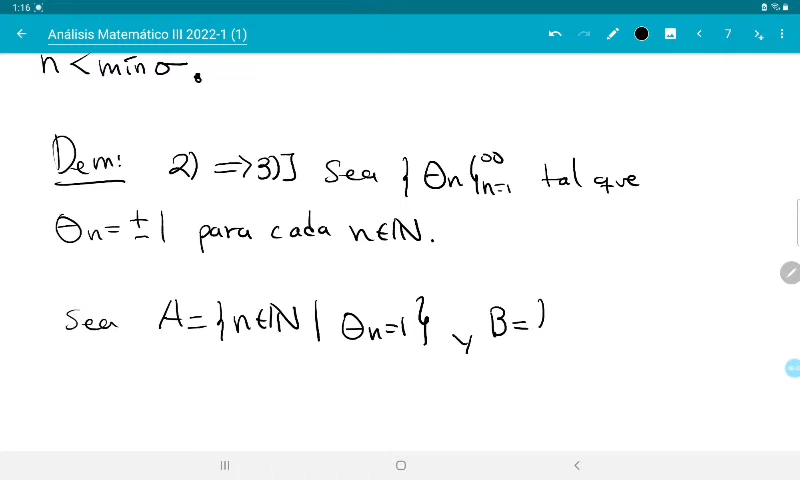 1:16
Análisis Matemático III 2022-1 (1)
7
n < mín σ.
Dem: 2) => 3)] Sea {θn}n=1^∞ tal que
θn = ±1 para cada n∈ℕ.
Sea A = {n∈ℕ | θn=1} y B = }